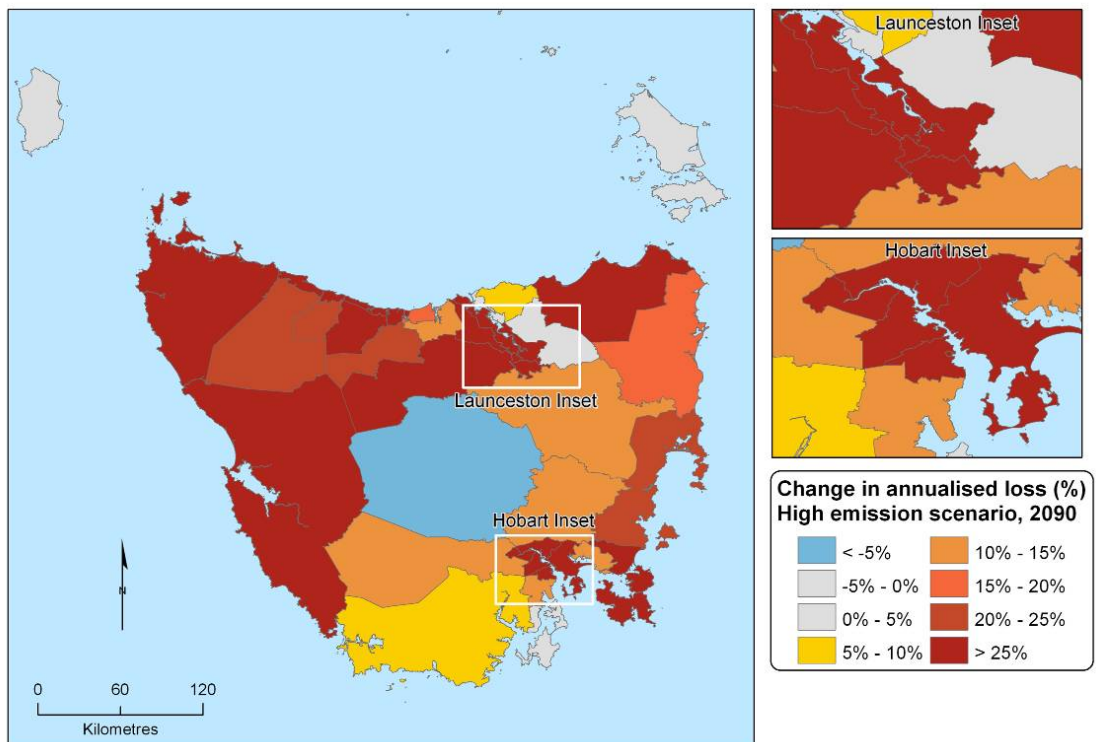 Launceston Inset
Hobart Inset
N
0 60 120
Kilometres
Launceston Inset
Hobart Inset
Change in annualised loss (%)
High emission scenario, 2090
< -5%
-5% - 0%
0% - 5%
5% - 10%
10% - 15%
15% - 20%
20% - 25%
> 25%